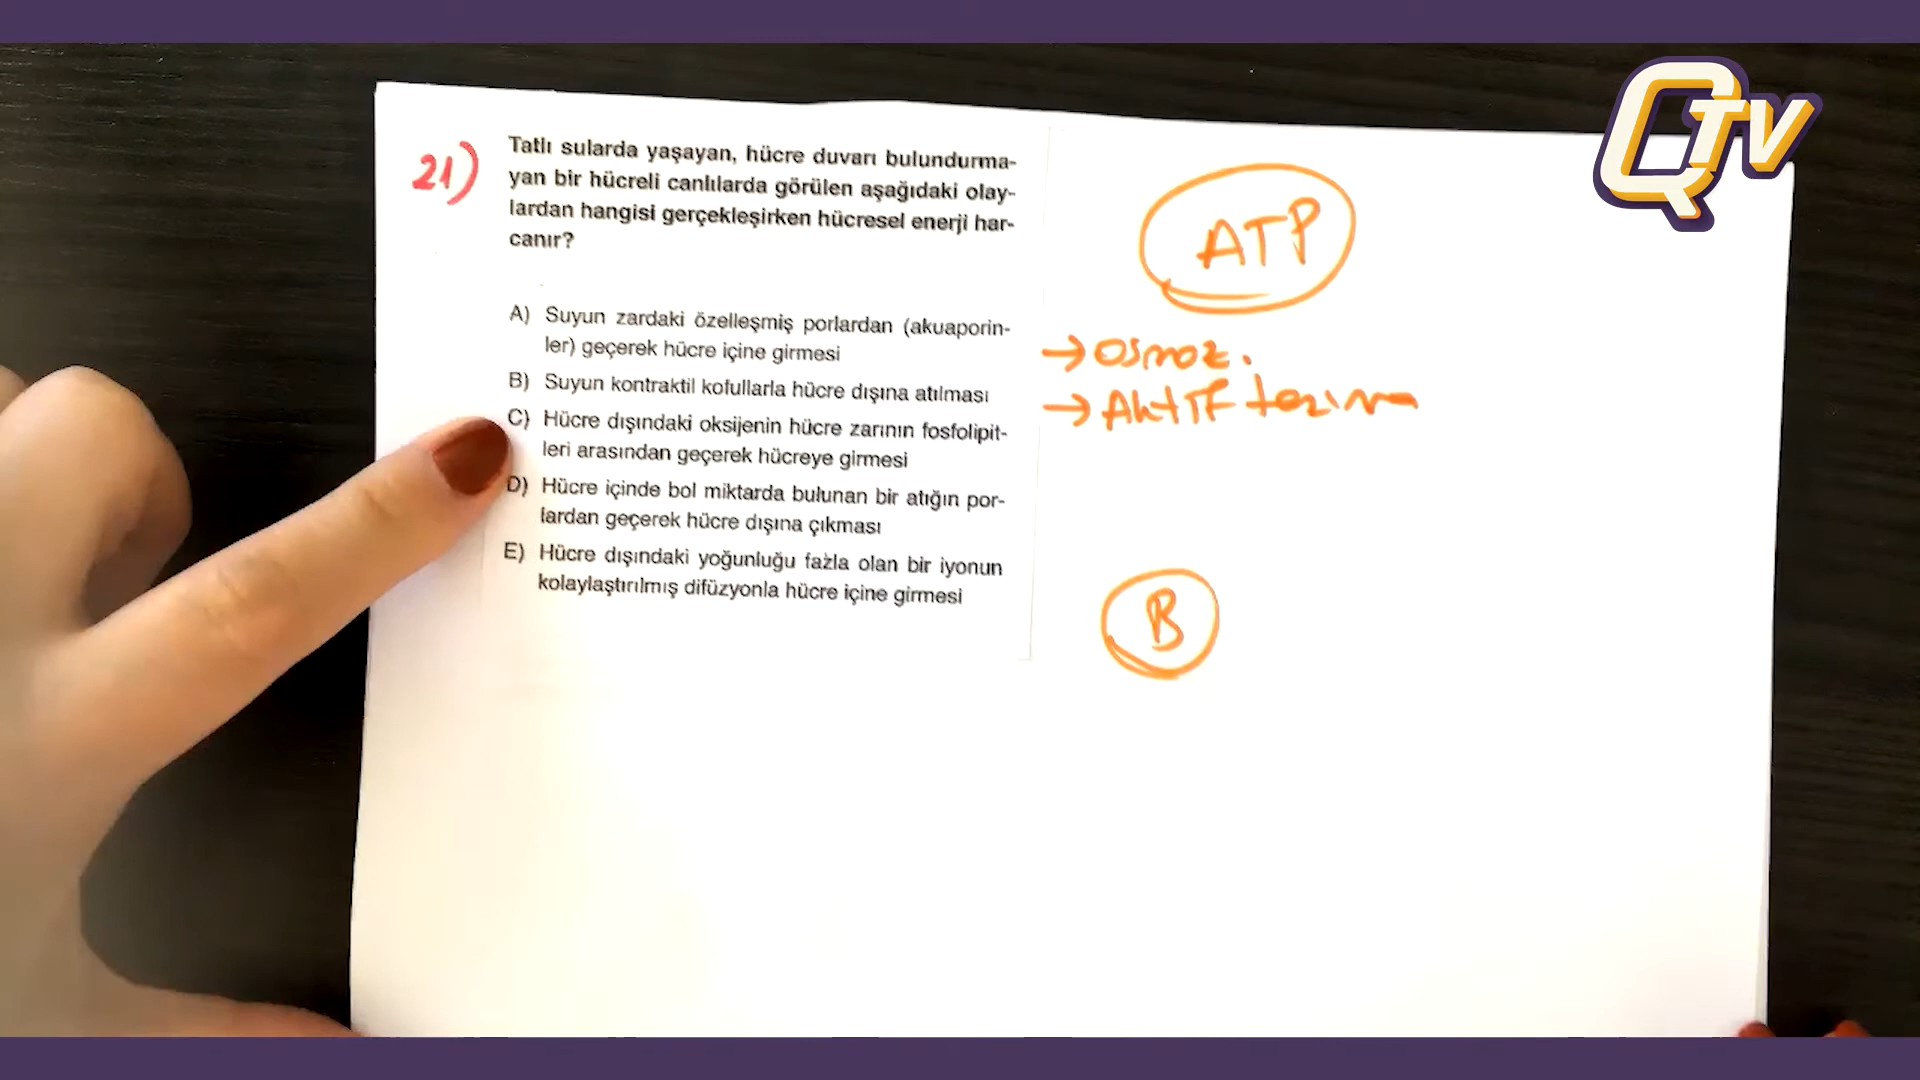 QTV
21)
Tatlı sularda yaşayan, hücre duvarı bulundurma-
yan bir hücreli canlılarda görülen aşağıdaki olay-
lardan hangisi gerçekleşirken hücresel enerji har-
canır?
A) Suyun zardaki özelleşmiş porlardan (akuaporin-
ler) geçerek hücre içine girmesi
B) Suyun kontraktil kofullarla hücre dışına atılması
C) Hücre dışındaki oksijenin hücre zarının fosfolipit-
leri arasından geçerek hücreye girmesi
D) Hücre içinde bol miktarda bulunan bir atığın por-
lardan geçerek hücre dışına çıkması
E) Hücre dışındaki yoğunluğu fazla olan bir iyonun
kolaylaştırılmış difüzyonla hücre içine girmesi
ATP
→ osmoz.
→ Aktif taşıma
B